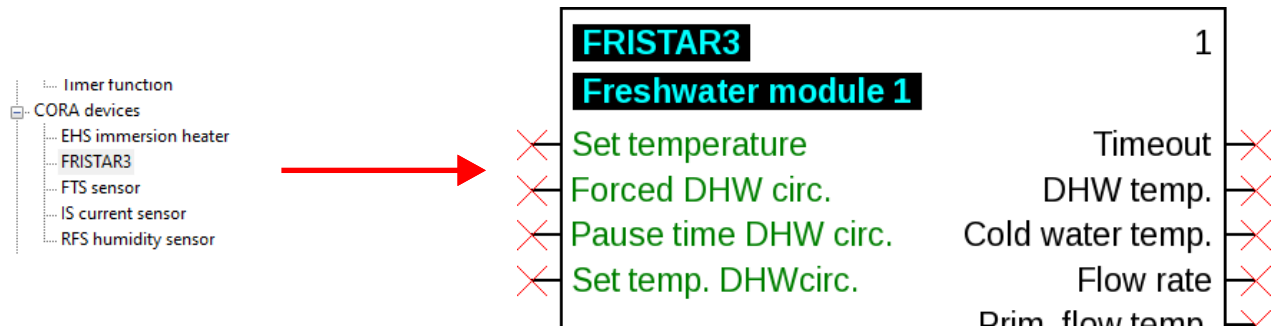 Timer function
CORA devices
EHS immersion heater
FRISTAR3
FTS sensor
IS current sensor
RFS humidity sensor
FRISTAR3 1
Freshwater module 1
Set temperature Timeout
Forced DHW circ. DHW temp.
Pause time DHW circ. Cold water temp.
Set temp. DHWcirc. Flow rate
Prim. flow temp.